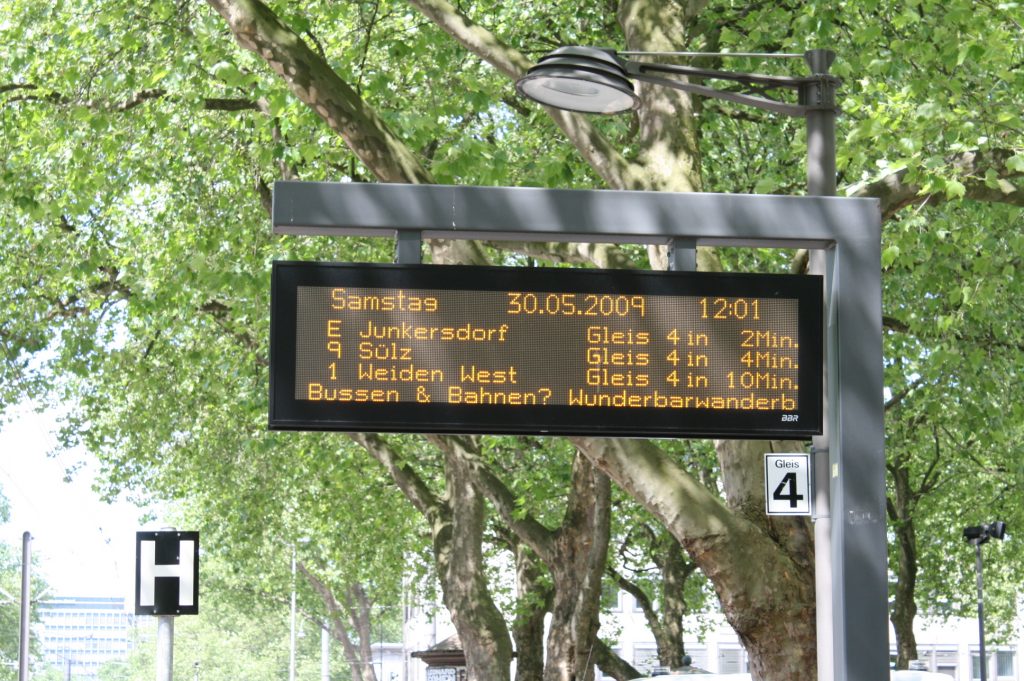 Samstag 30.05.2009 12:01
E Junkersdorf Gleis 4 in 2Min.
9 Sülz Gleis 4 in 4Min.
1 Weiden West Gleis 4 in 10Min.
Bussen & Bahnen? Wunderbarwanderb
BBR
Gleis
4
H